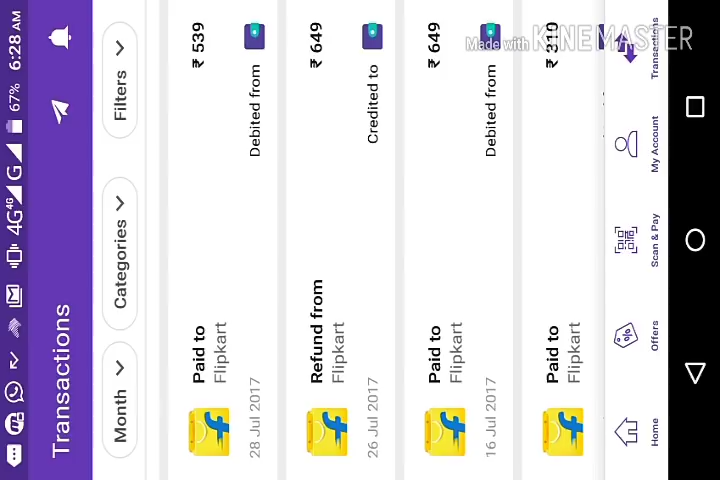 4G 4G G 67% 6:28 AM
Transactions
Month
Categories
Filters
Paid to
Flipkart
₹ 539
28 Jul 2017
Debited from
Refund from
Flipkart
₹ 649
26 Jul 2017
Credited to
Paid to
Flipkart
₹ 649
16 Jul 2017
Debited from
Paid to
Flipkart
₹ 310
Made with KINEMASTER
Home
Offers
Scan & Pay
My Account
Transactions